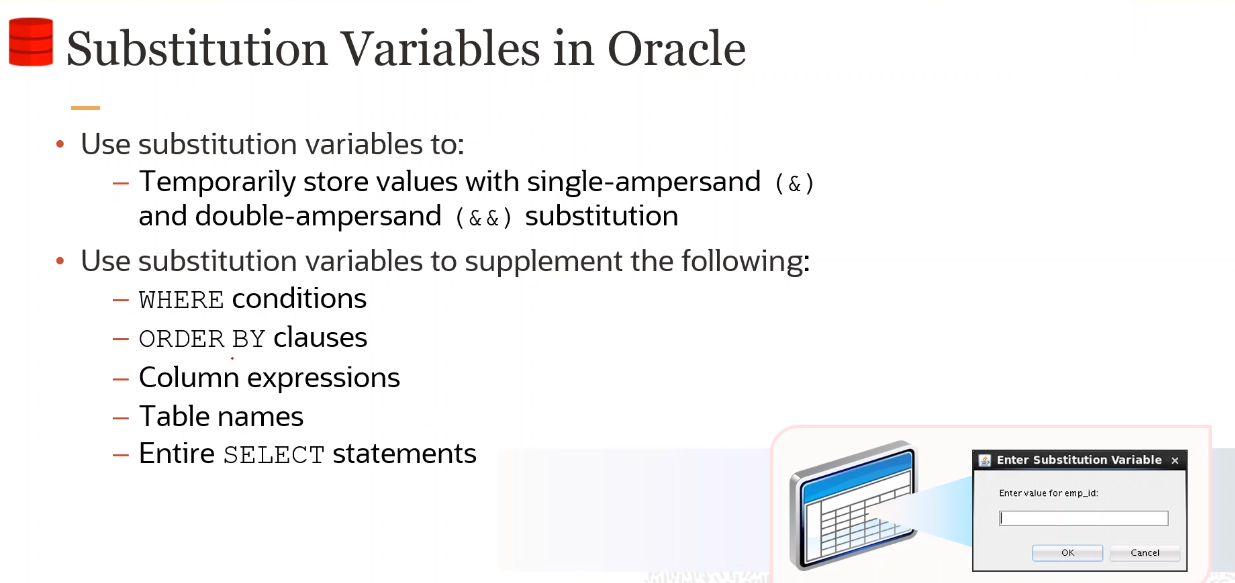 Substitution Variables in Oracle
• Use substitution variables to:
– Temporarily store values with single-ampersand (&)
and double-ampersand (&&) substitution
• Use substitution variables to supplement the following:
– WHERE conditions
– ORDER BY clauses
– Column expressions
– Table names
– Entire SELECT statements
Enter Substitution Variable ×
Enter value for emp_id:
OK Cancel